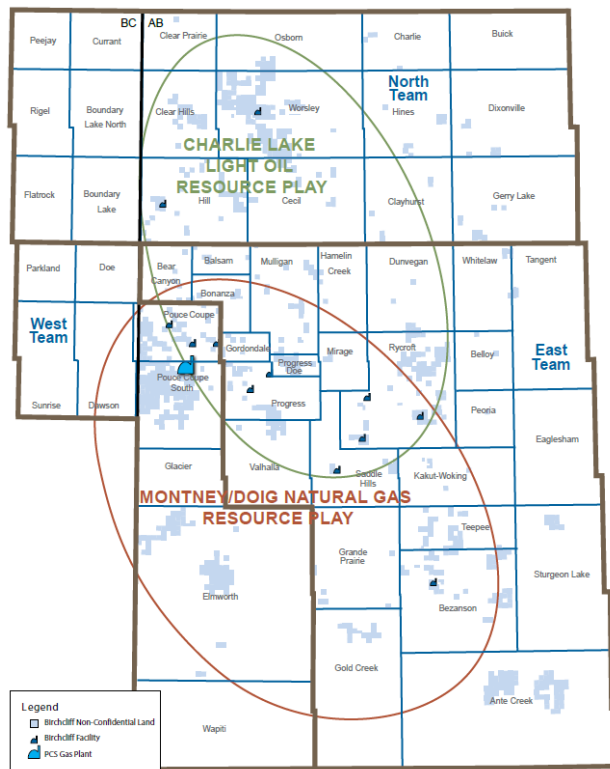 BC AB
Peejay
Currant
Clear Prairie
Osborn
Charlie
Buick
North
Team
Rigel
Boundary
Lake North
Clear Hills
Worsley
Hines
Dixonville
CHARLIE LAKE
LIGHT OIL
RESOURCE PLAY
Flatrock
Boundary
Lake
Hill
Cecil
Clayhurst
Gerry Lake
Parkland
Doe
Bear
Canyon
Balsam
Mulligan
Hamelin
Creek
Dunvegan
Whitelaw
Tangent
Bonanza
West
Team
Pouce Coupe
Gordondale
Progress
Doe
Mirage
Rycroft
Belloy
East
Team
Pouce Coupe
South
Progress
Sunrise
Dawson
Peoria
Eaglesham
Glacier
Valhalla
Saddle
Hills
Kakut-Woking
MONTNEY/DOIG NATURAL GAS
RESOURCE PLAY
Teepee
Grande
Prairie
Sturgeon Lake
Elmworth
Bezanson
Gold Creek
Ante Creek
Wapiti
Legend
Birchcliff Non-Confidential Land
Birchcliff Facility
PCS Gas Plant